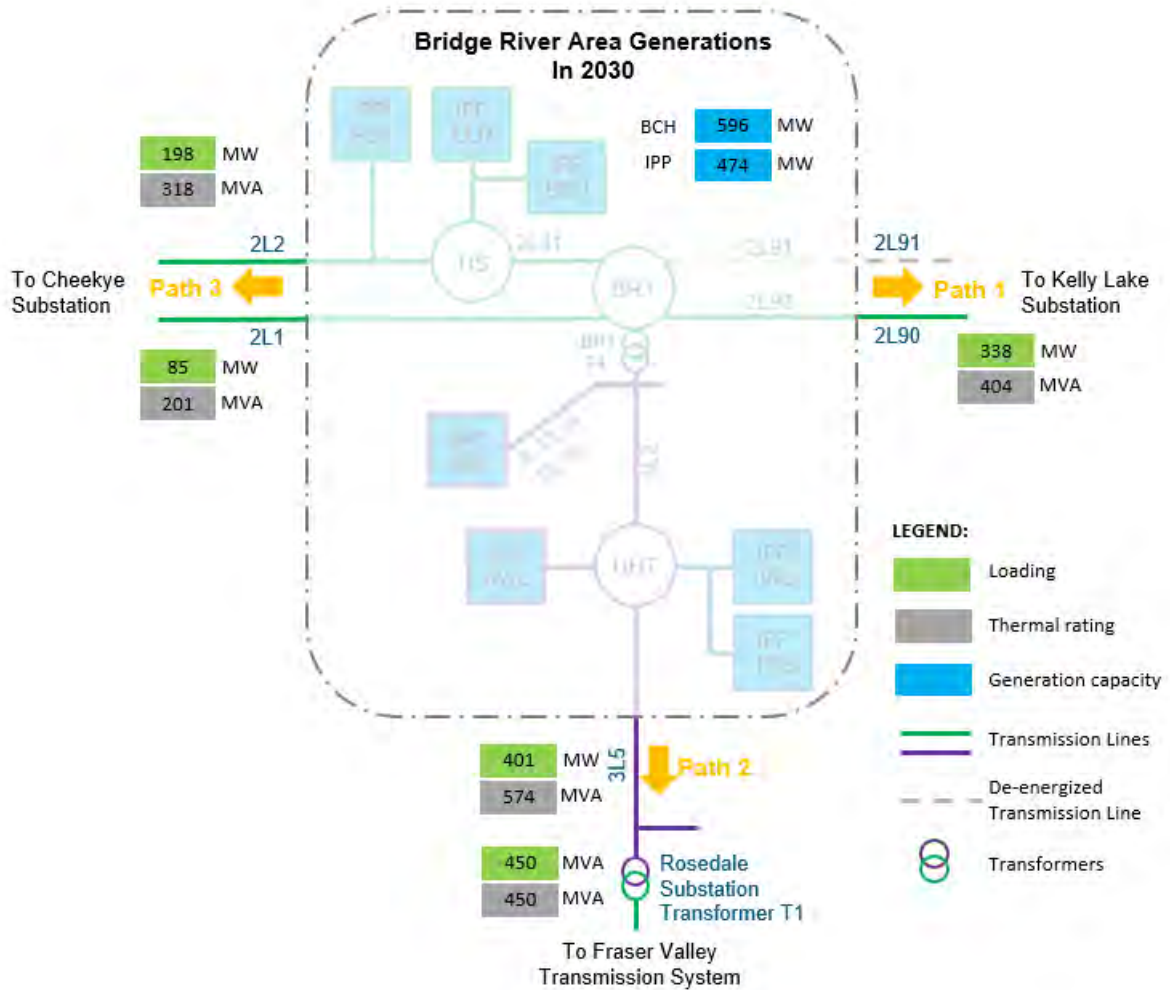 Bridge River Area Generations
In 2030
BCH 596 MW
IPP 474 MW
198 MW
318 MVA
2L2
2L91
To Cheekye
Substation
Path 3
Path 1
To Kelly Lake
Substation
2L1
2L90
85 MW
201 MVA
338 MW
404 MVA
BR1
IPP
IPP
LEGEND:
Loading
Thermal rating
Generation capacity
Transmission Lines
De-energized
Transmission Line
Transformers
401 MW
574 MVA
3L5
Path 2
450 MVA
450 MVA
Rosedale
Substation
Transformer T1
To Fraser Valley
Transmission System